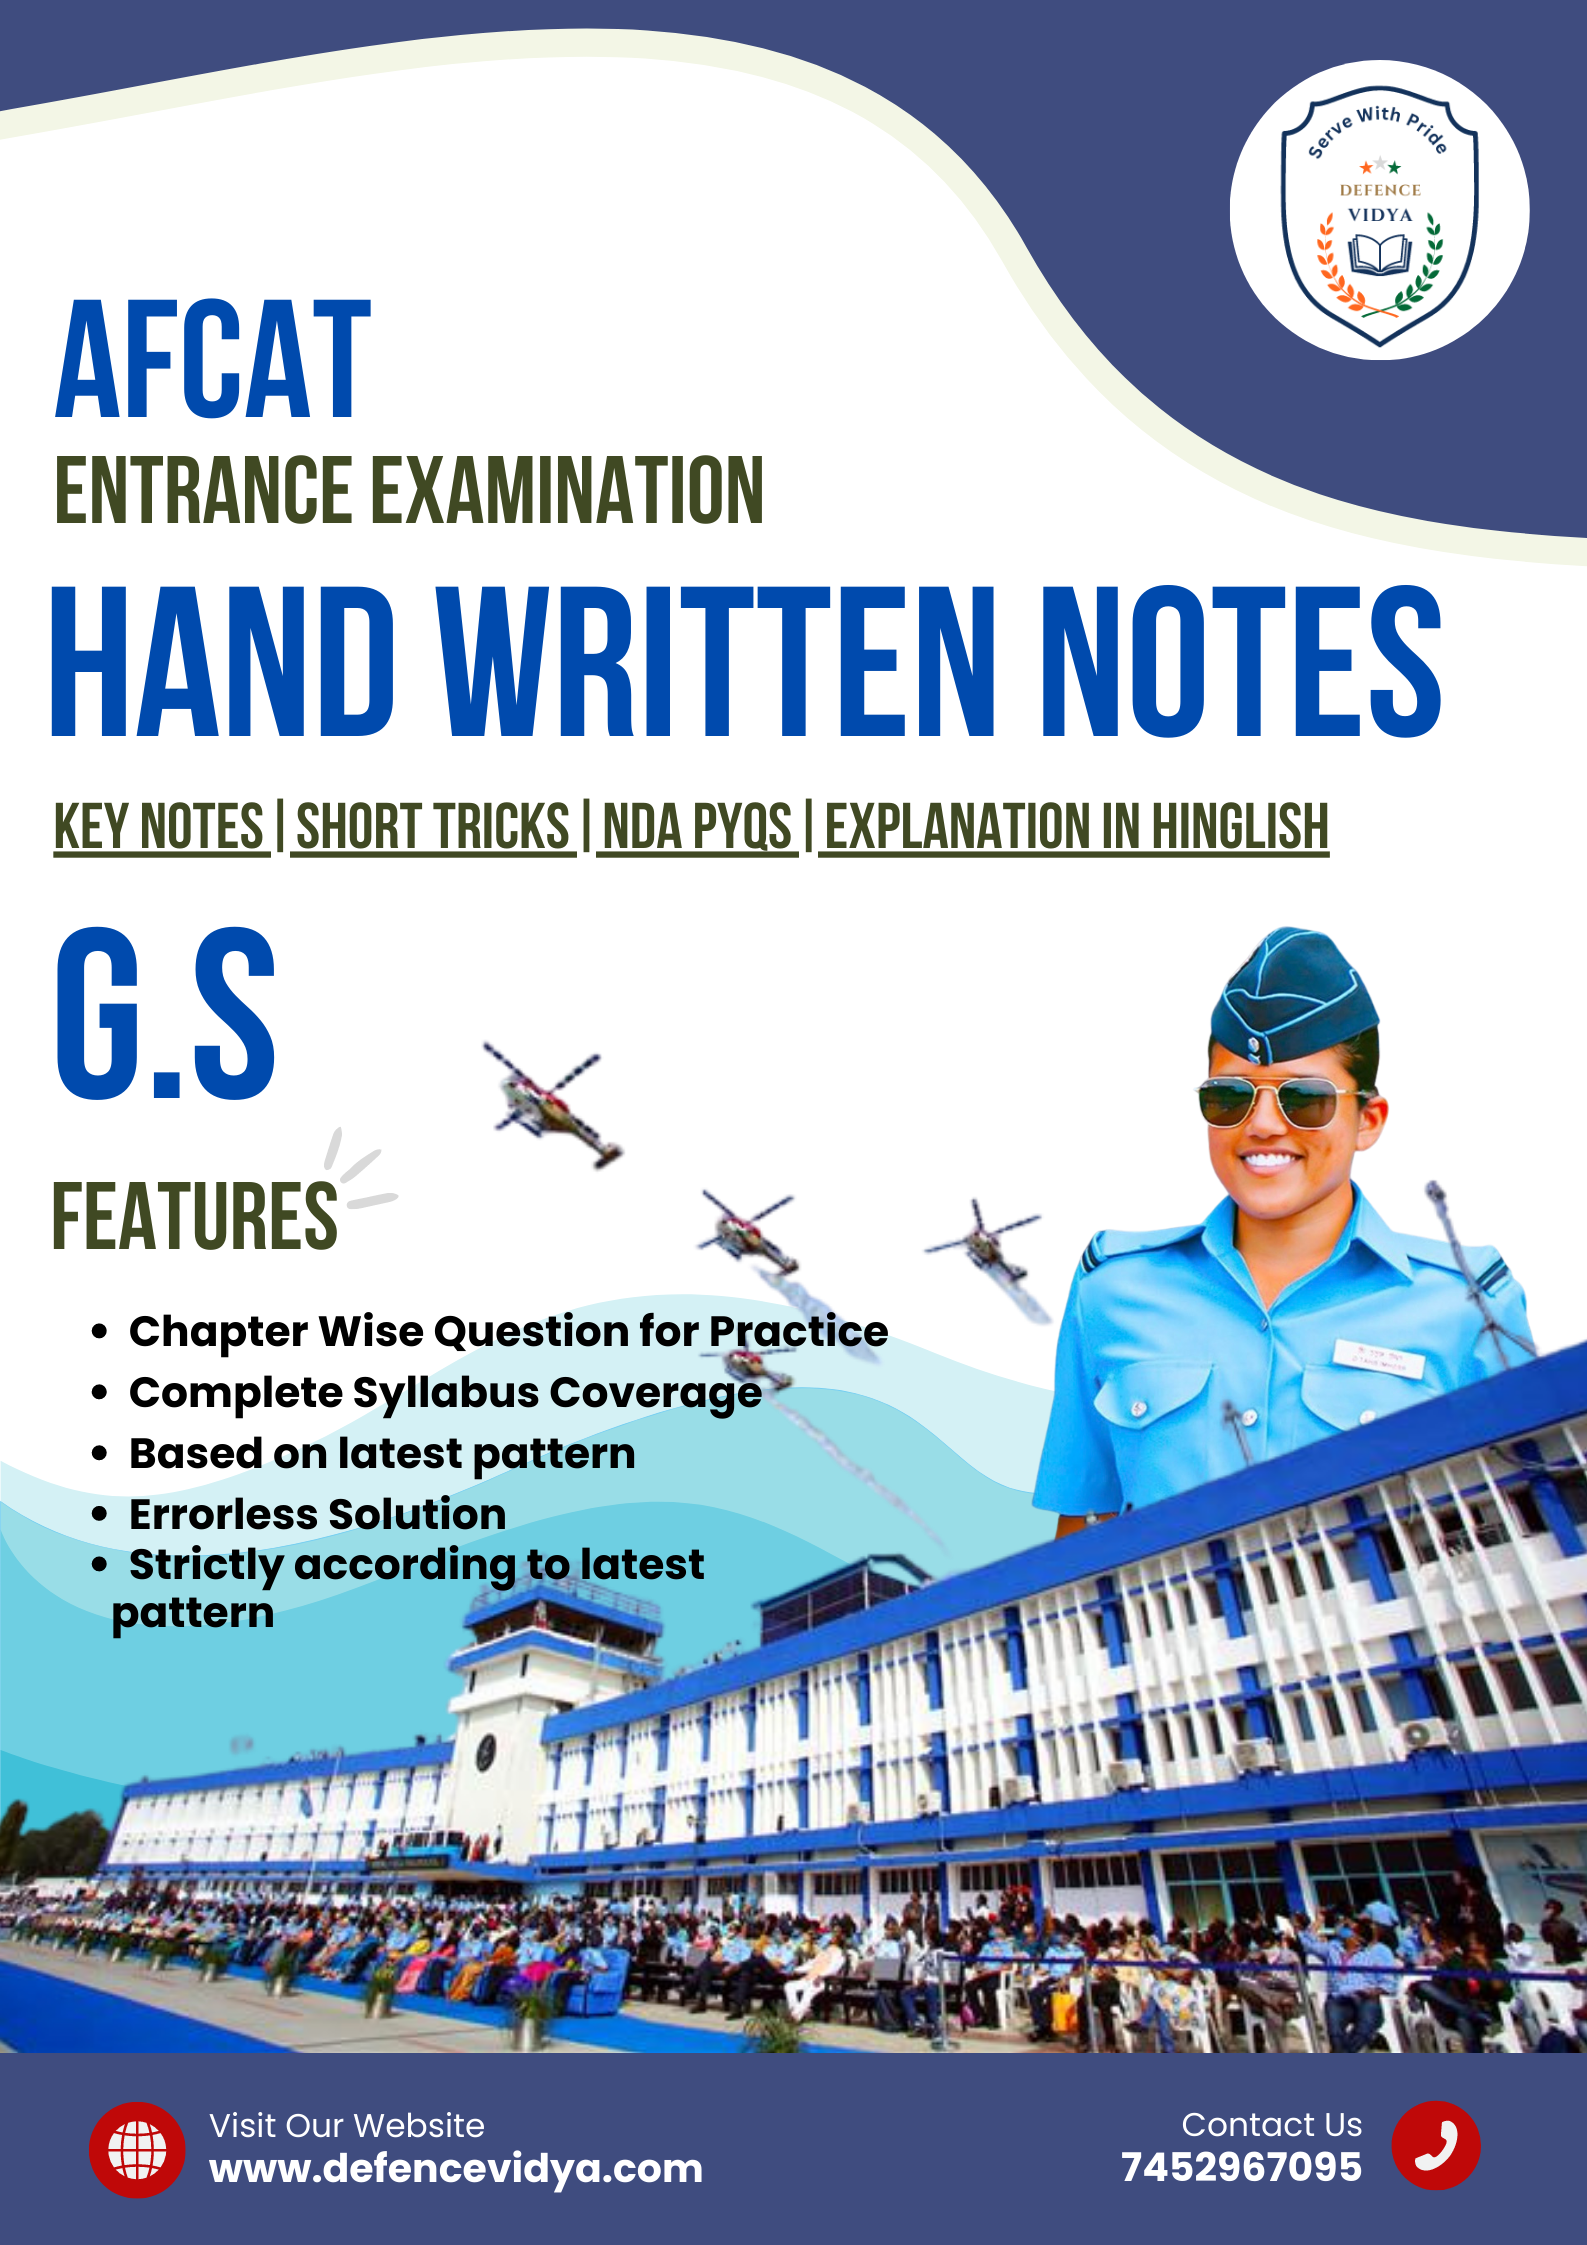 Serve With Pride
DEFENCE
VIDYA
AFCAT
ENTRANCE EXAMINATION
HAND WRITTEN NOTES
KEY NOTES | SHORT TRICKS | NDA PYQS | EXPLANATION IN HINGLISH
G.S
FEATURES
• Chapter Wise Question for Practice
• Complete Syllabus Coverage
• Based on latest pattern
• Errorless Solution
• Strictly according to latest
pattern
Visit Our Website
www.defencevidya.com
Contact Us
7452967095